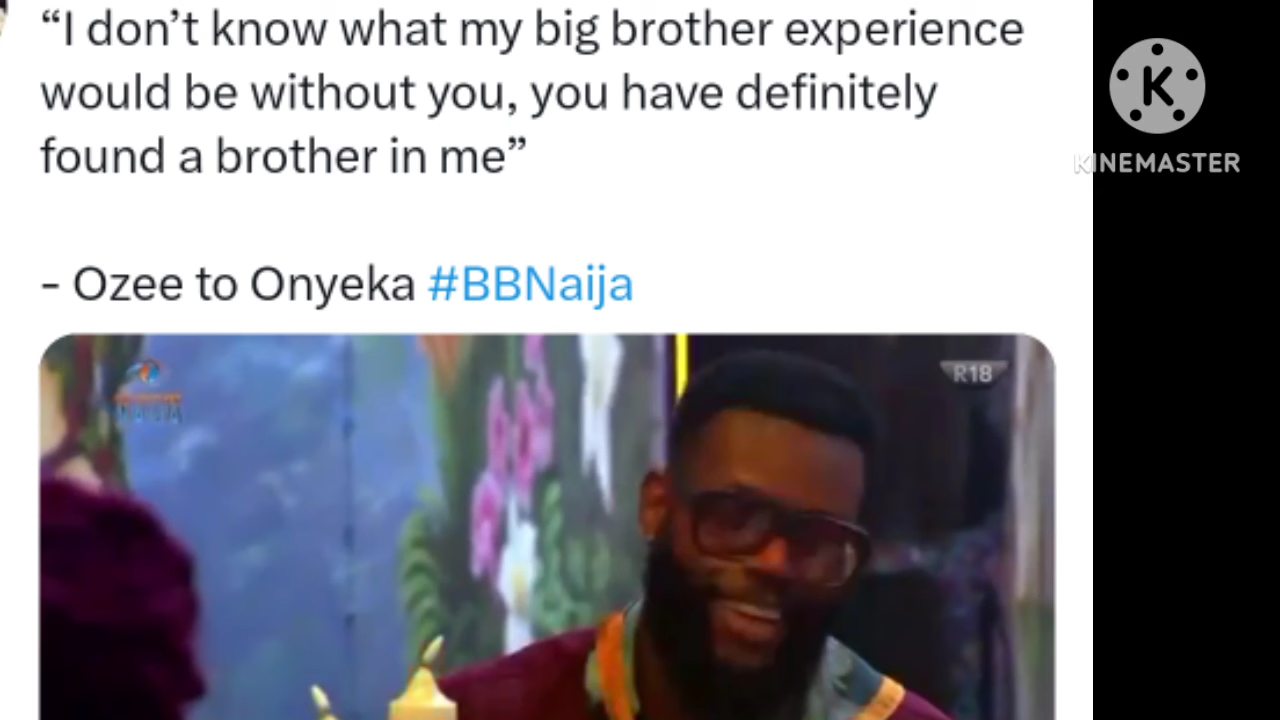 “I don’t know what my big brother experience
would be without you, you have definitely
found a brother in me”
- Ozee to Onyeka #BBNaija
KINEMASTER
R18
NAIJA